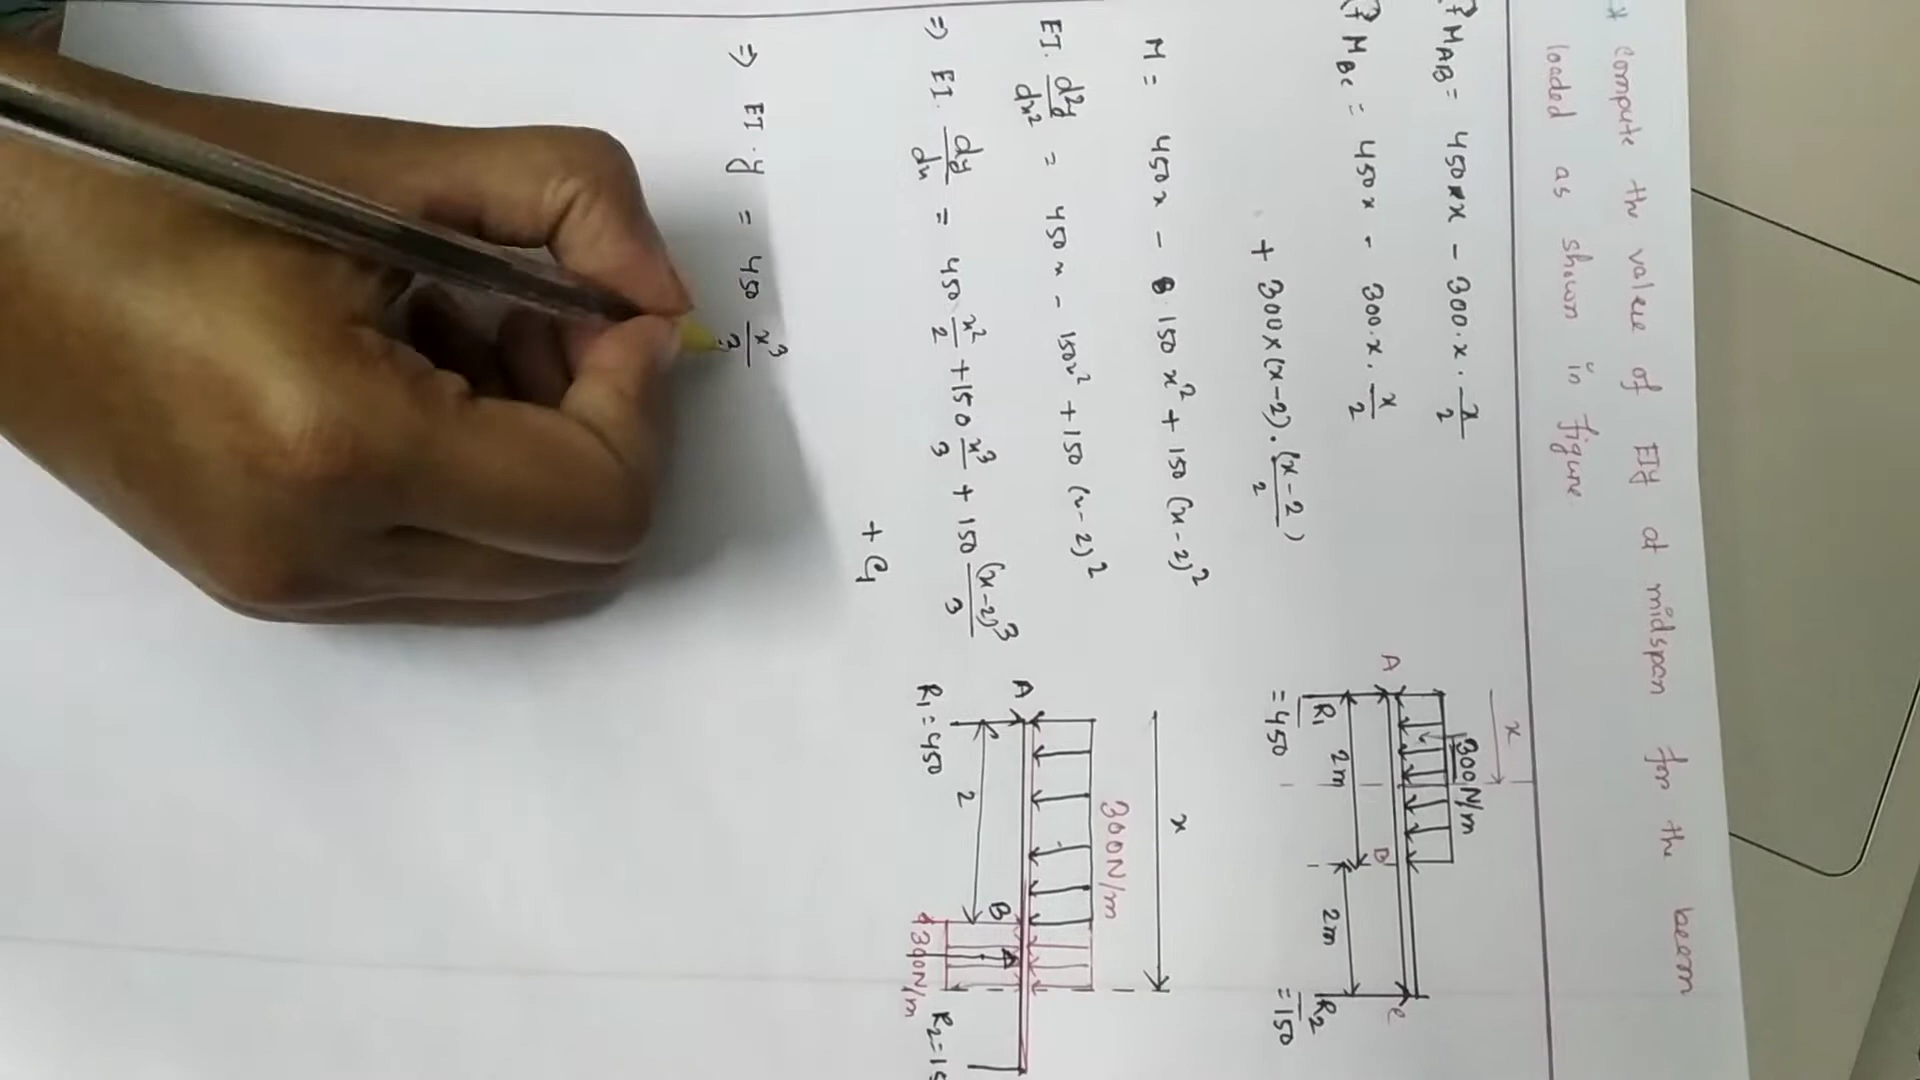 * Compute the value of EIy at midspan for the beam
loaded as shown in figure.
M_AB = 450×x - 300.x.x/2
M_BC = 450x - 300.x.x/2
+ 300×(x-2).(x-2)/2
M = 450x - 150x² + 150(x-2)²
EI.d²y/dx² = 450x - 150x² + 150(x-2)²
⇒ EI.dy/dx = 450 x²/2 + 150 x³/3 + 150 (x-2)³/3
+ C₁
⇒ EI.y = 450 x³/3
x
300N/m
A
B
C
2m
2m
R₁
= 450
R₂
= 150
x
300N/m
A
B
2
R₁ = 450
300N/m